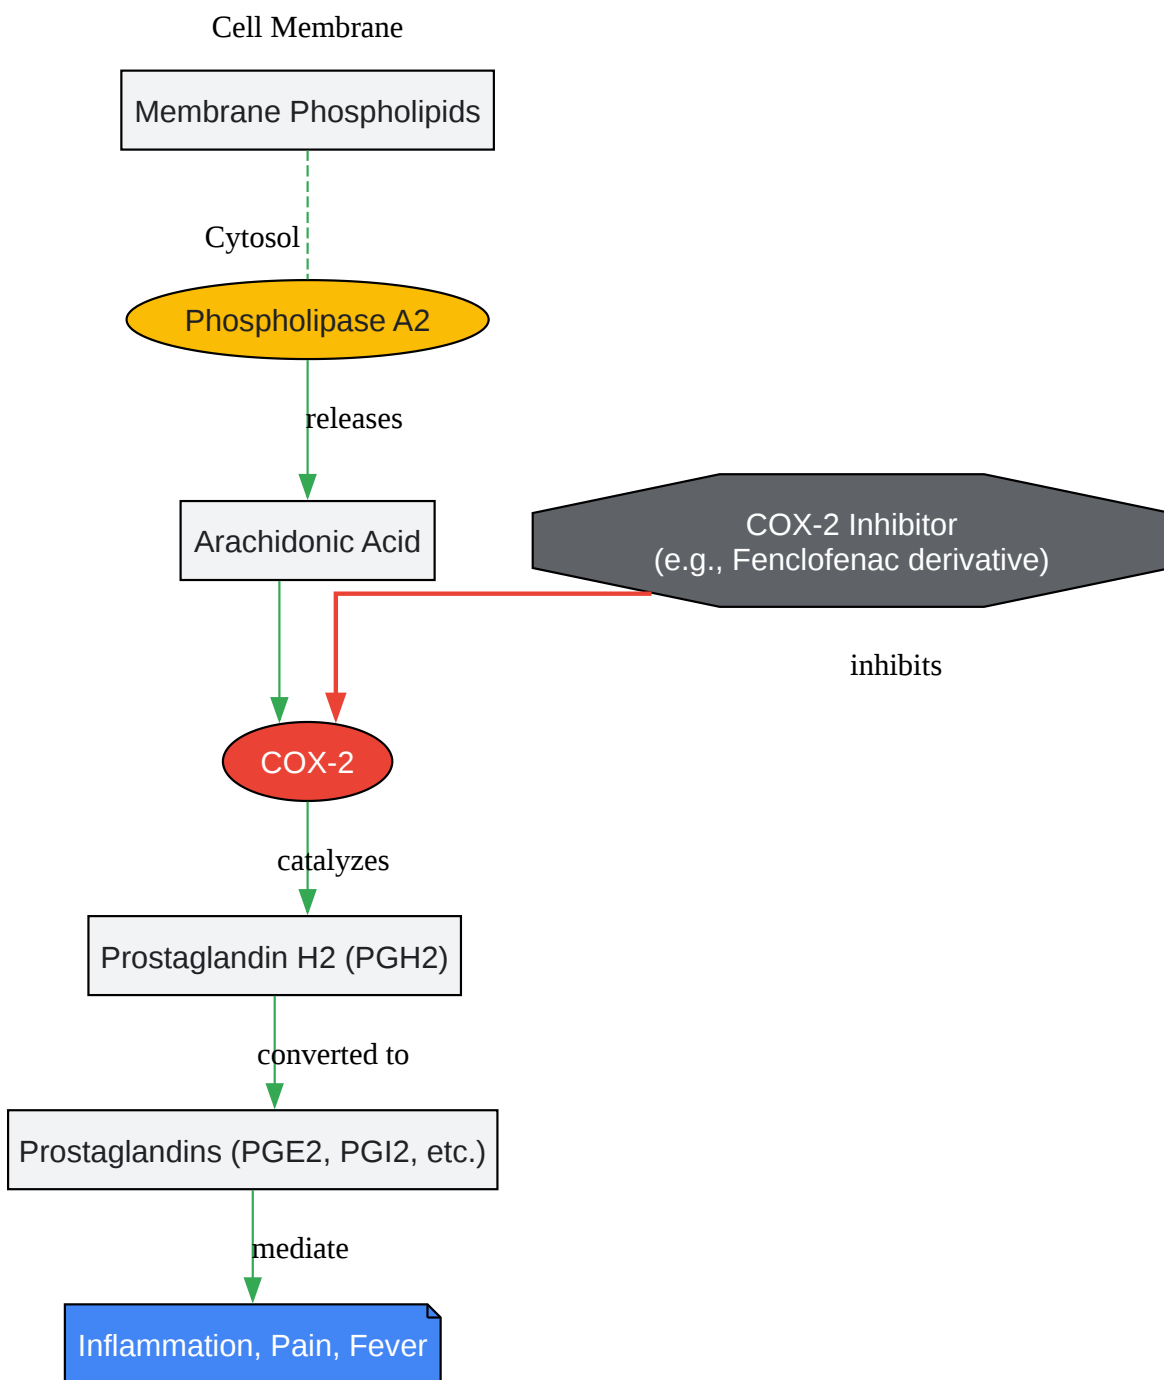 Cell Membrane
Membrane Phospholipids
Cytosol
Phospholipase A2
releases
Arachidonic Acid
COX-2 Inhibitor
(e.g., Fenclofenac derivative)
inhibits
COX-2
catalyzes
Prostaglandin H2 (PGH2)
converted to
Prostaglandins (PGE2, PGI2, etc.)
mediate
Inflammation, Pain, Fever